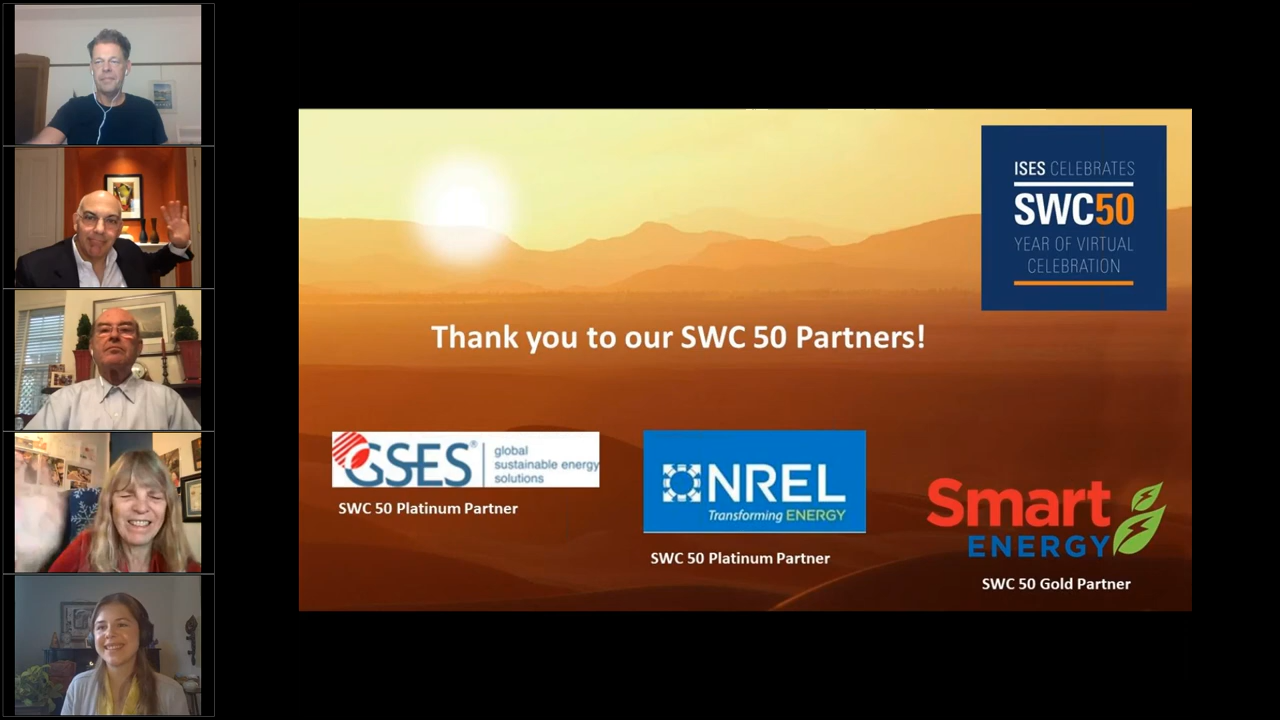 ISES CELEBRATES
SWC50
YEAR OF VIRTUAL
CELEBRATION
Thank you to our SWC 50 Partners!
GSES®
global
sustainable energy
solutions
SWC 50 Platinum Partner
NREL
Transforming ENERGY
SWC 50 Platinum Partner
Smart
ENERGY
SWC 50 Gold Partner